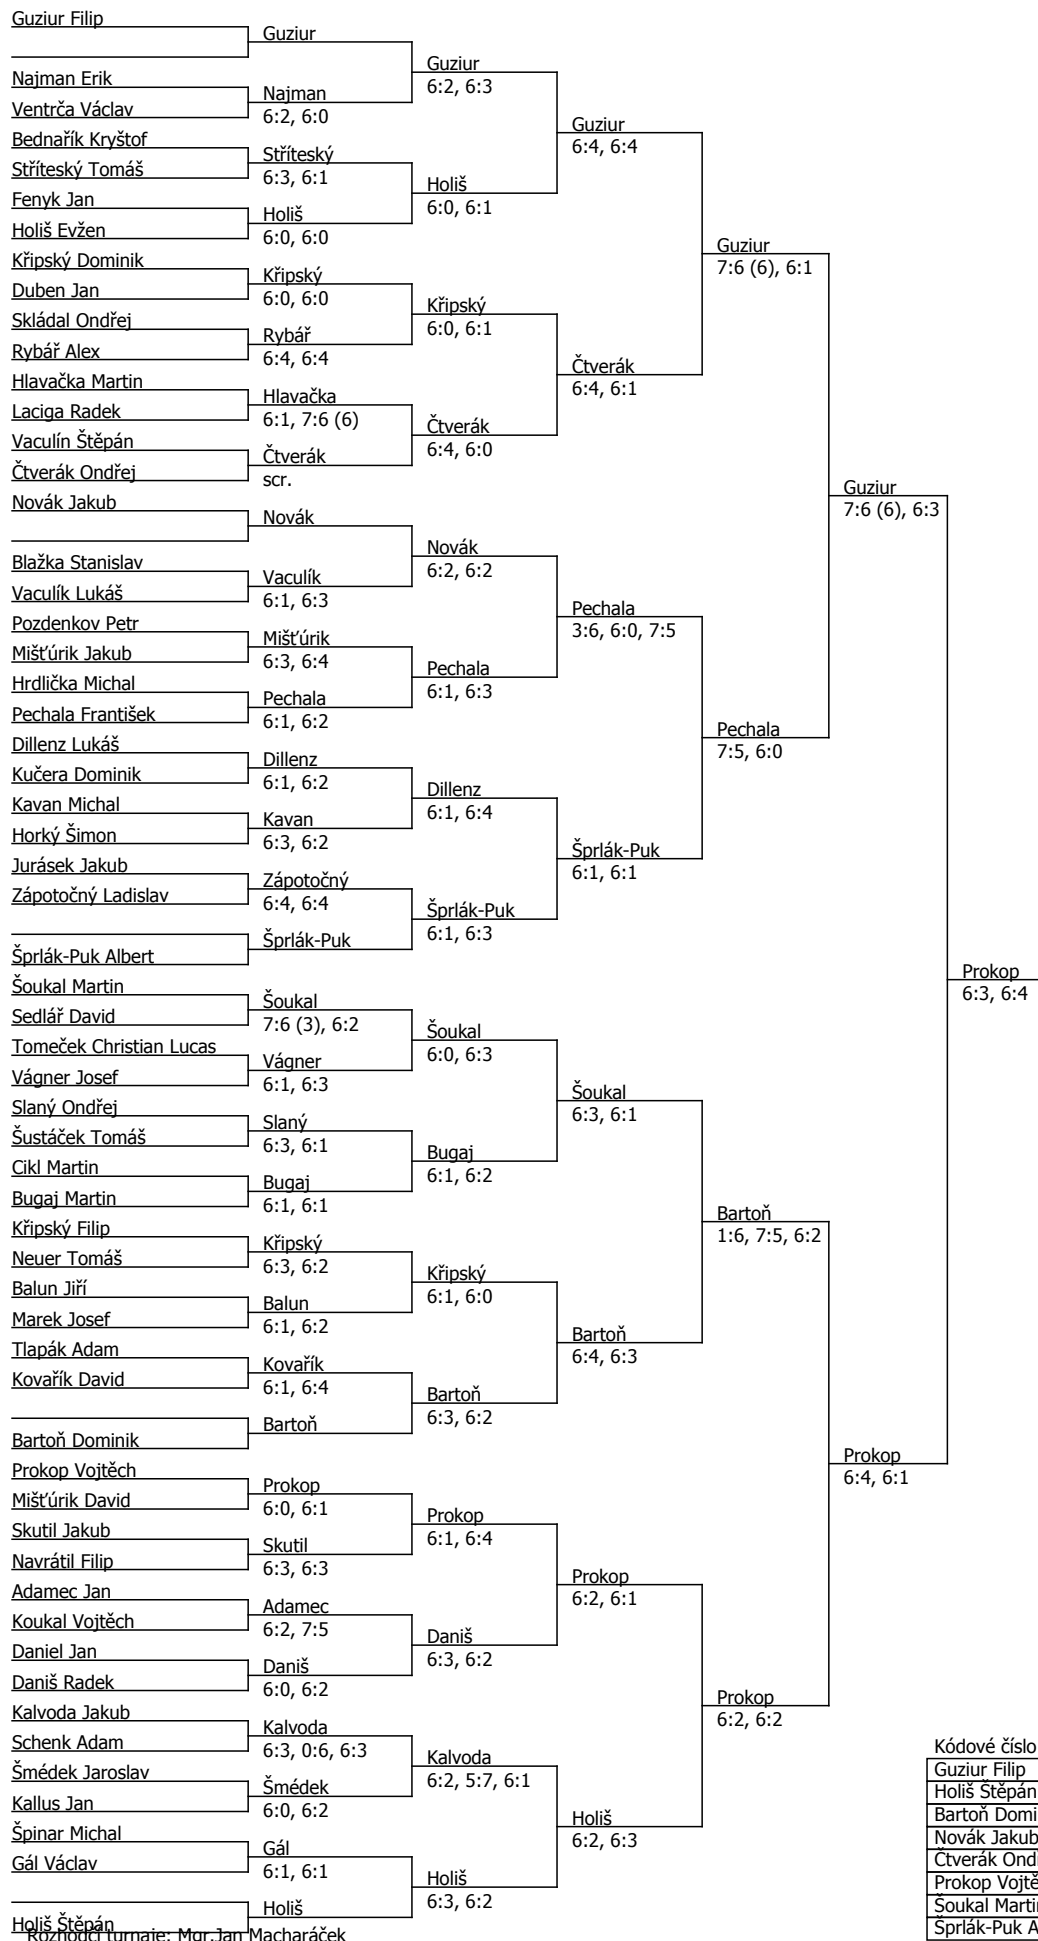 Guziur Filip
Najman Erik
Ventrča Václav
Bednařík Kryštof
Stříteský Tomáš
Fenyk Jan
Holiš Evžen
Křipský Dominik
Duben Jan
Skládal Ondřej
Rybář Alex
Hlavačka Martin
Laciga Radek
Vaculín Štěpán
Čtverák Ondřej
Novák Jakub
Blažka Stanislav
Vaculík Lukáš
Pozdenkov Petr
Mišťúrik Jakub
Hrdlička Michal
Pechala František
Dillenz Lukáš
Kučera Dominik
Kavan Michal
Horký Šimon
Jurásek Jakub
Zápotočný Ladislav
Šprlák-Puk Albert
Šoukal Martin
Sedlář David
Tomeček Christian Lucas
Vágner Josef
Slaný Ondřej
Šustáček Tomáš
Cikl Martin
Bugaj Martin
Křipský Filip
Neuer Tomáš
Balun Jiří
Marek Josef
Tlapák Adam
Kovařík David
Bartoň Dominik
Prokop Vojtěch
Mišťúrik David
Skutil Jakub
Navrátil Filip
Adamec Jan
Koukal Vojtěch
Daniel Jan
Daniš Radek
Kalvoda Jakub
Schenk Adam
Šmédek Jaroslav
Kallus Jan
Špinar Michal
Gál Václav
Holiš Štěpán
Rozhodčí turnaje: Mgr.Jan Macharáček
Guziur
Najman
6:2, 6:0
Stříteský
6:3, 6:1
Holiš
6:0, 6:0
Křipský
6:0, 6:0
Rybář
6:4, 6:4
Hlavačka
6:1, 7:6 (6)
Čtverák
scr.
Novák
Vaculík
6:1, 6:3
Mišťúrik
6:3, 6:4
Pechala
6:1, 6:2
Dillenz
6:1, 6:2
Kavan
6:3, 6:2
Zápotočný
6:4, 6:4
Šprlák-Puk
Šoukal
7:6 (3), 6:2
Vágner
6:1, 6:3
Slaný
6:3, 6:1
Bugaj
6:1, 6:1
Křipský
6:3, 6:2
Balun
6:1, 6:2
Kovařík
6:1, 6:4
Bartoň
Prokop
6:0, 6:1
Skutil
6:3, 6:3
Adamec
6:2, 7:5
Daniš
6:0, 6:2
Kalvoda
6:3, 0:6, 6:3
Šmédek
6:0, 6:2
Gál
6:1, 6:1
Holiš
Guziur
6:2, 6:3
Holiš
6:0, 6:1
Křipský
6:0, 6:1
Čtverák
6:4, 6:0
Novák
6:2, 6:2
Pechala
6:1, 6:3
Dillenz
6:1, 6:4
Šprlák-Puk
6:1, 6:3
Šoukal
6:0, 6:3
Bugaj
6:1, 6:2
Křipský
6:1, 6:0
Bartoň
6:3, 6:2
Prokop
6:1, 6:4
Daniš
6:3, 6:2
Kalvoda
6:2, 5:7, 6:1
Holiš
6:3, 6:2
Guziur
6:4, 6:4
Čtverák
6:4, 6:1
Pechala
3:6, 6:0, 7:5
Šprlák-Puk
6:1, 6:1
Šoukal
6:3, 6:1
Bartoň
6:4, 6:3
Prokop
6:2, 6:1
Holiš
6:2, 6:3
Guziur
7:6 (6), 6:1
Pechala
7:5, 6:0
Bartoň
1:6, 7:5, 6:2
Prokop
6:2, 6:2
Guziur
7:6 (6), 6:3
Prokop
6:4, 6:1
Prokop
6:3, 6:4
Kódové číslo
Guziur Filip
Holiš Štěpán
Bartoň Domi
Novák Jakub
Čtverák Ond
Prokop Vojtě
Šoukal Marti
Šprlák-Puk A